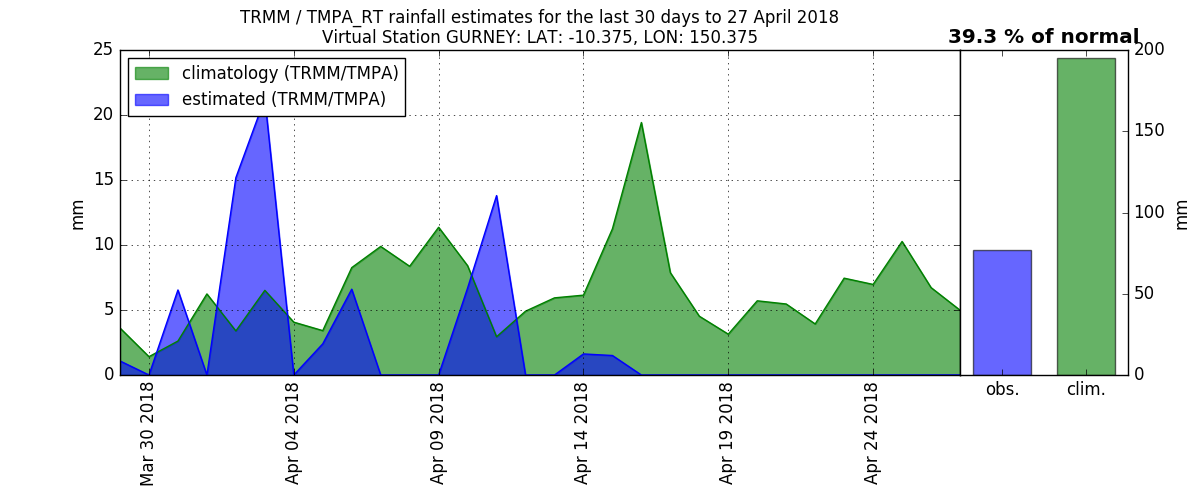 TRMM / TMPA_RT rainfall estimates for the last 30 days to 27 April 2018
Virtual Station GURNEY: LAT: -10.375, LON: 150.375
39.3 % of normal
climatology (TRMM/TMPA)
estimated (TRMM/TMPA)
25
20
15
10
5
0
mm
Mar 30 2018
Apr 04 2018
Apr 09 2018
Apr 14 2018
Apr 19 2018
Apr 24 2018
obs.
clim.
200
150
100
50
0
mm